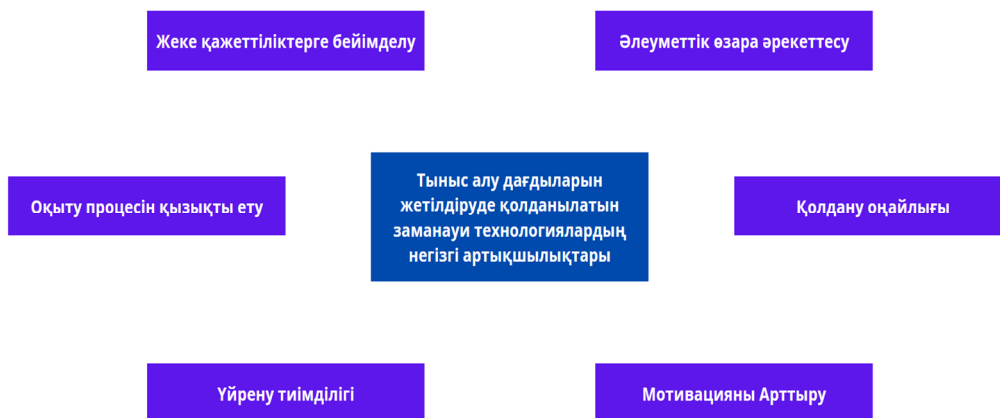 Жеке қажеттіліктерге бейімделу
Әлеуметтік өзара әрекеттесу
Оқыту процесін қызықты ету
Тыныс алу дағдыларын
жетілдіруде қолданылатын
заманауи технологиялардың
негізгі артықшылықтары
Қолдану оңайлығы
Үйрену тиімділігі
Мотивацияны Арттыру